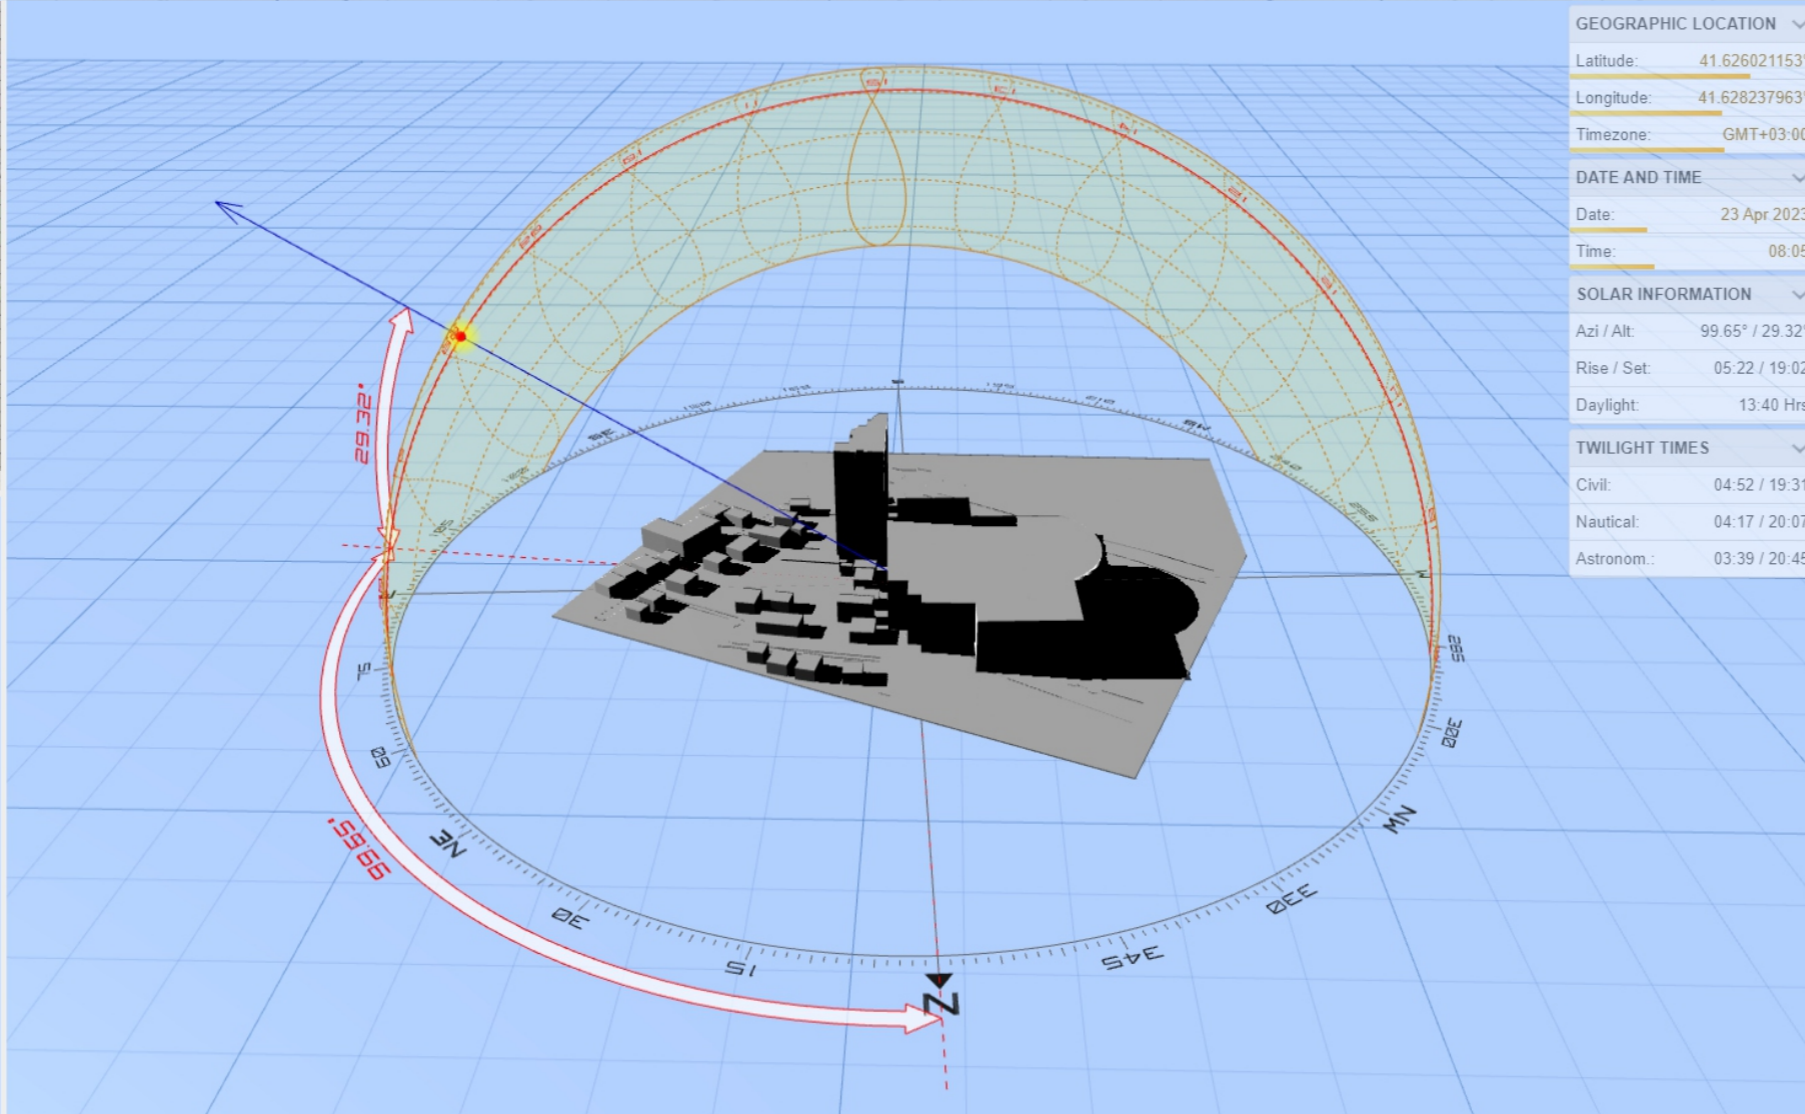 GEOGRAPHIC LOCATION
Latitude: 41.626021153°
Longitude: 41.628237963°
Timezone: GMT+03:00
DATE AND TIME
Date: 23 Apr 2023
Time: 08:05
SOLAR INFORMATION
Azi / Alt: 99.65° / 29.32°
Rise / Set: 05:22 / 19:02
Daylight: 13:40 Hrs
TWILIGHT TIMES
Civil: 04:52 / 19:31
Nautical: 04:17 / 20:07
Astronom.: 03:39 / 20:45
29.32°
SE
SW
255
W
285
75
300
60
NW
NE
99.65°
330
30
345
15
N